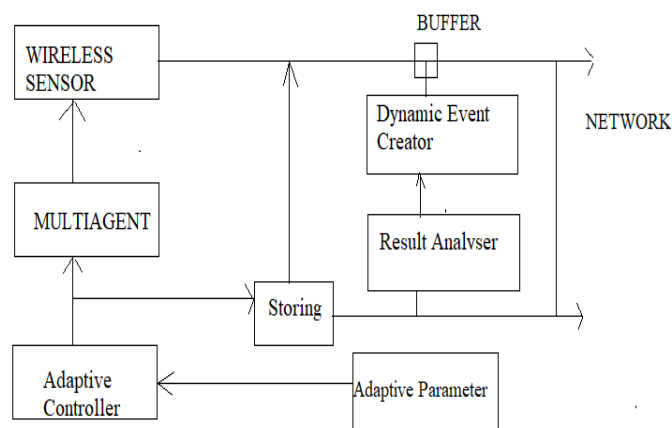 BUFFER
WIRELESS
SENSOR
Dynamic Event
Creator
NETWORK
MULTIAGENT
Result Analvser
Storing
Adaptive
Controller
Adaptive Parameter